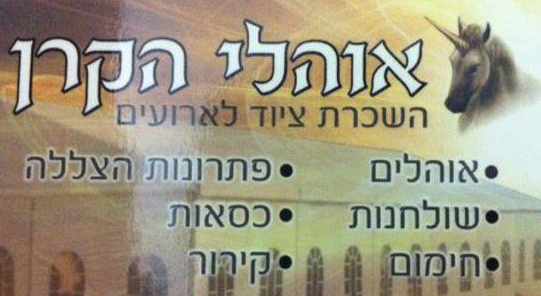 אוהלי הקרן
השכרת ציוד לארועים
•אוהלים
•שולחנות
•חימום
•פתרונות הצללה
•כסאות
•קירור